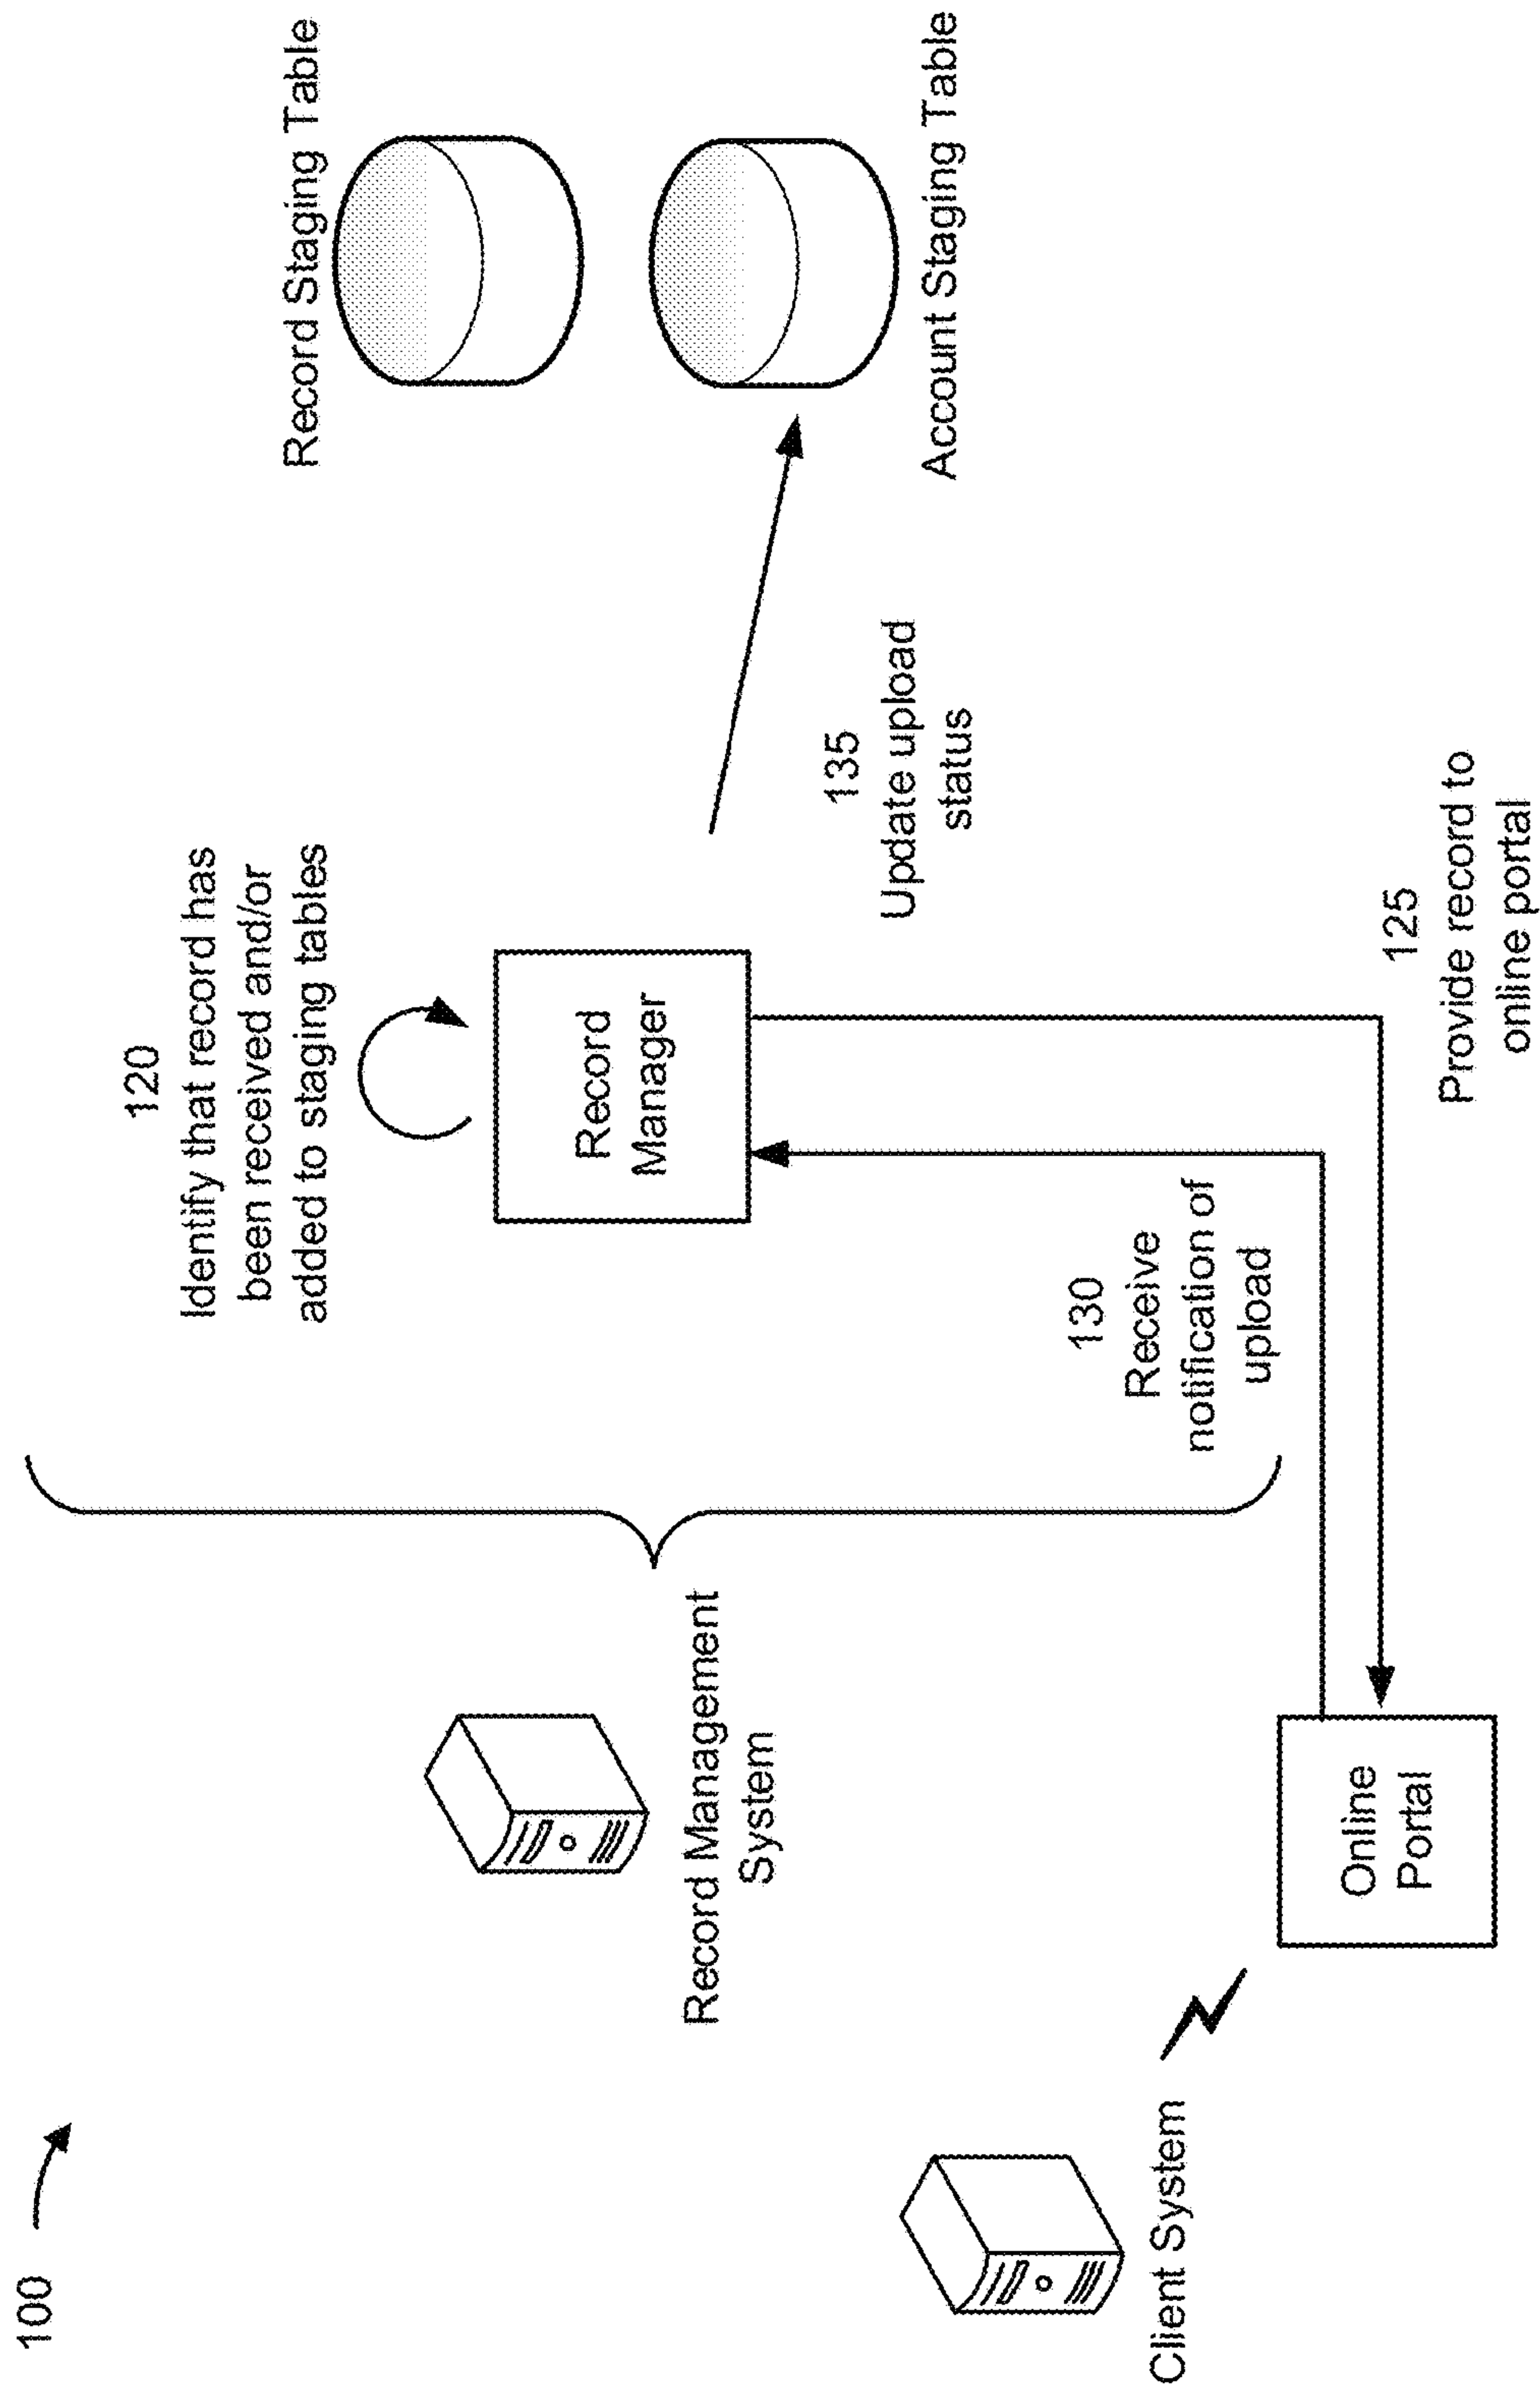 100
120
Identify that record has
been received and/or
added to staging tables
Record Staging Table
Record Management
System
Record
Manager
135
Update upload
status
Account Staging Table
Client System
130
Receive
notification of
upload
Online
Portal
125
Provide record to
online portal